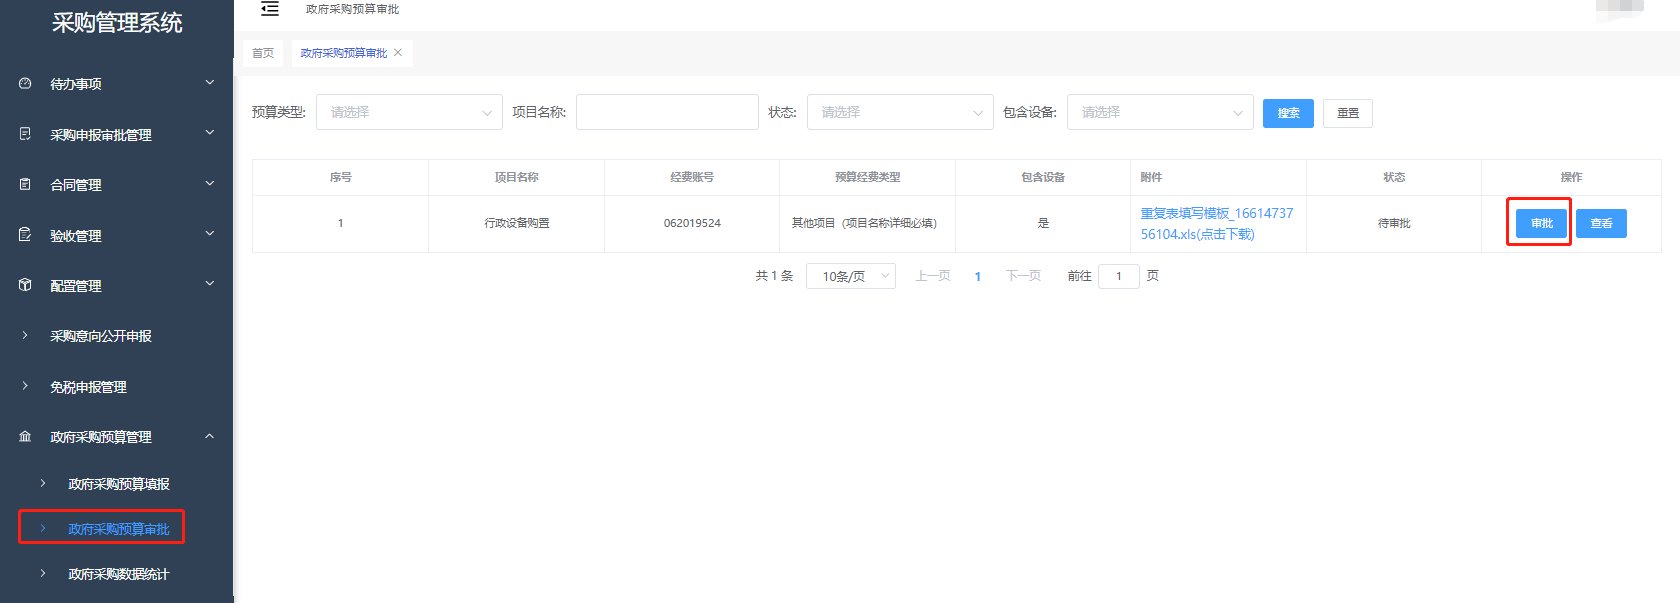 采购管理系统
政府采购预算审批
首页
政府采购预算审批
待办事项
采购申报审批管理
合同管理
验收管理
配置管理
采购意向公开申报
免税申报管理
政府采购预算管理
政府采购预算填报
政府采购预算审批
政府采购数据统计
预算类型: 请选择 项目名称: 状态: 请选择 包含设备: 请选择 搜索 重置
序号 项目名称 经费账号 预算经费类型 包含设备 附件 状态 操作
1 行政设备购置 062019524 其他项目（项目名称详细必填） 是 重复表填写模板_16614737 待审批 审批 查看
56104.xls(点击下载)
共 1 条 10条/页 上一页 1 下一页 前往 1 页